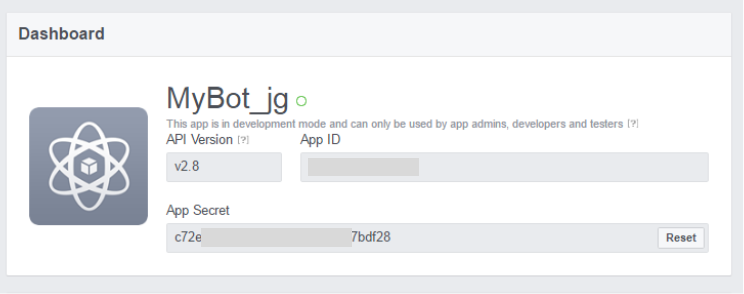 Dashboard
MyBot_jg
This app is in development mode and can only be used by app admins, developers and testers [?]
API Version [?] App ID
v2.8
App Secret
c72e 7bdf28 Reset